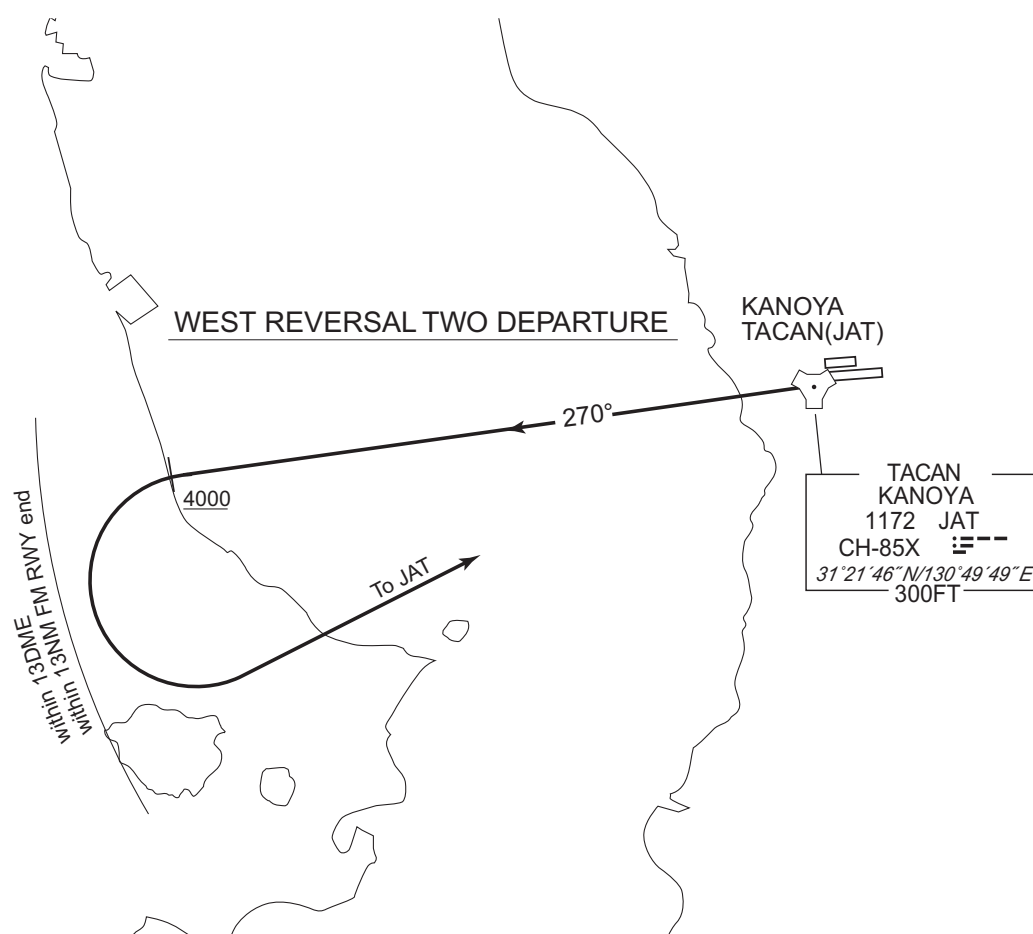 WEST REVERSAL TWO DEPARTURE
KANOYA
TACAN(JAT)
270°
4000
To JAT
within 13DME
within 13NM FM RWY end
TACAN
KANOYA
1172 JAT
CH-85X
31°21´46˝N/130°49´49˝E
300FT